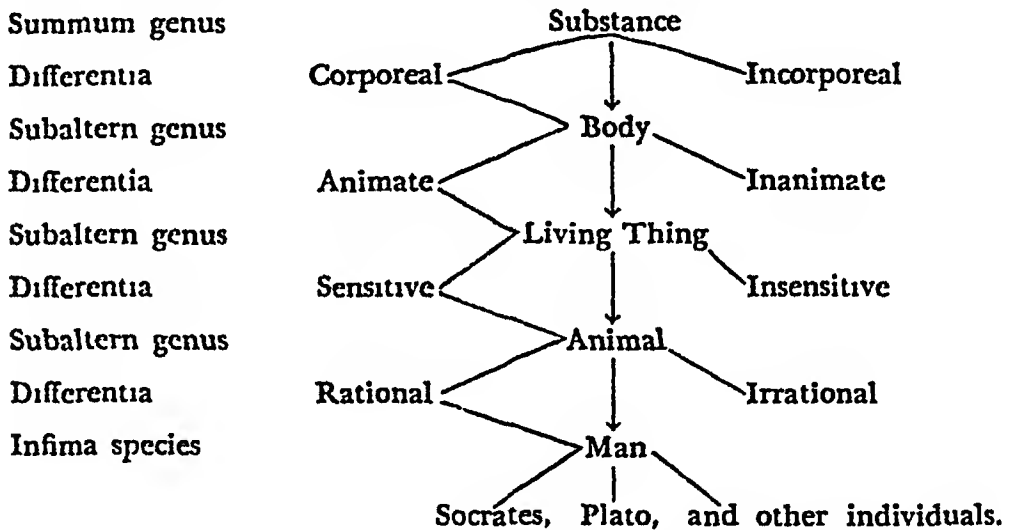 Summum genus Substance
Differentia Corporeal Incorporeal
Subaltern genus Body
Differentia Animate Inanimate
Subaltern genus Living Thing
Differentia Sensitive Insensitive
Subaltern genus Animal
Differentia Rational Irrational
Infima species Man
Socrates, Plato, and other individuals.